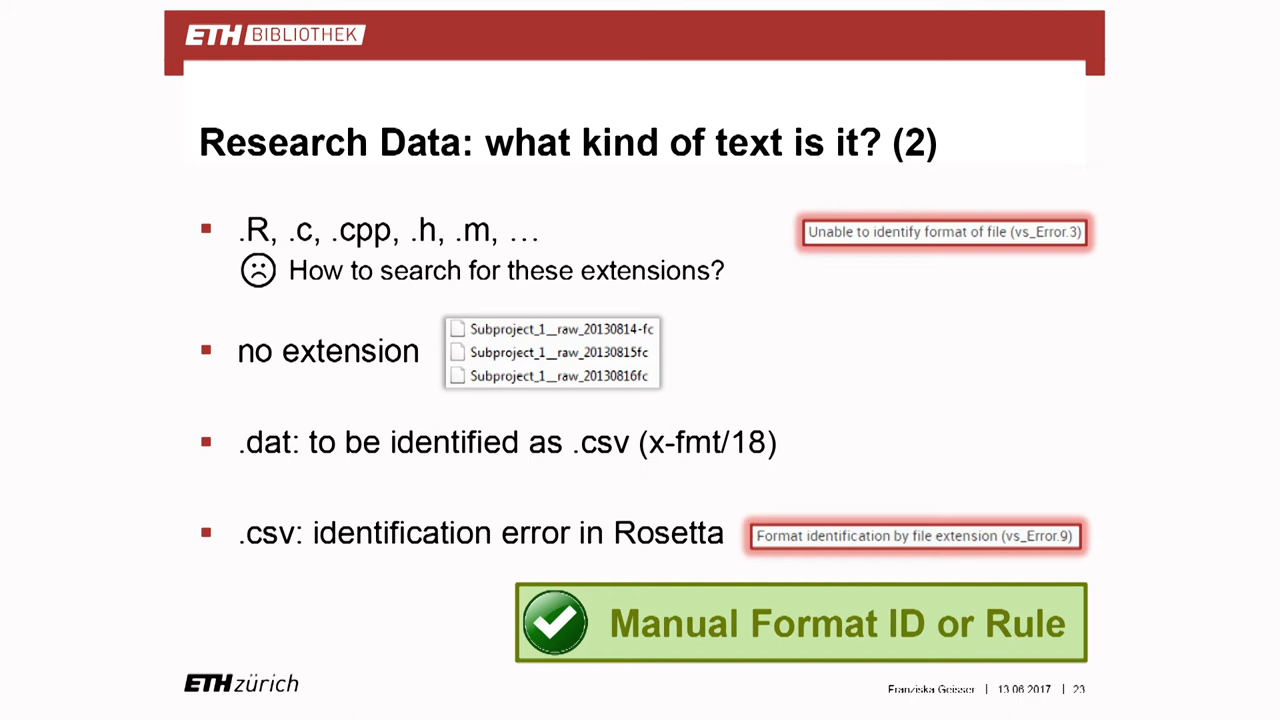 ETH BIBLIOTHEK
Research Data: what kind of text is it? (2)
.R, .c, .cpp, .h, .m, …
Unable to identify format of file (vs_Error.3)
How to search for these extensions?
no extension
Subproject_1__raw_20130814-fc
Subproject_1__raw_20130815fc
Subproject_1__raw_20130816fc
.dat: to be identified as .csv (x-fmt/18)
.csv: identification error in Rosetta
Format identification by file extension (vs_Error.9)
Manual Format ID or Rule
ETH zürich
Franziska Geisser | 13.06.2017 | 23